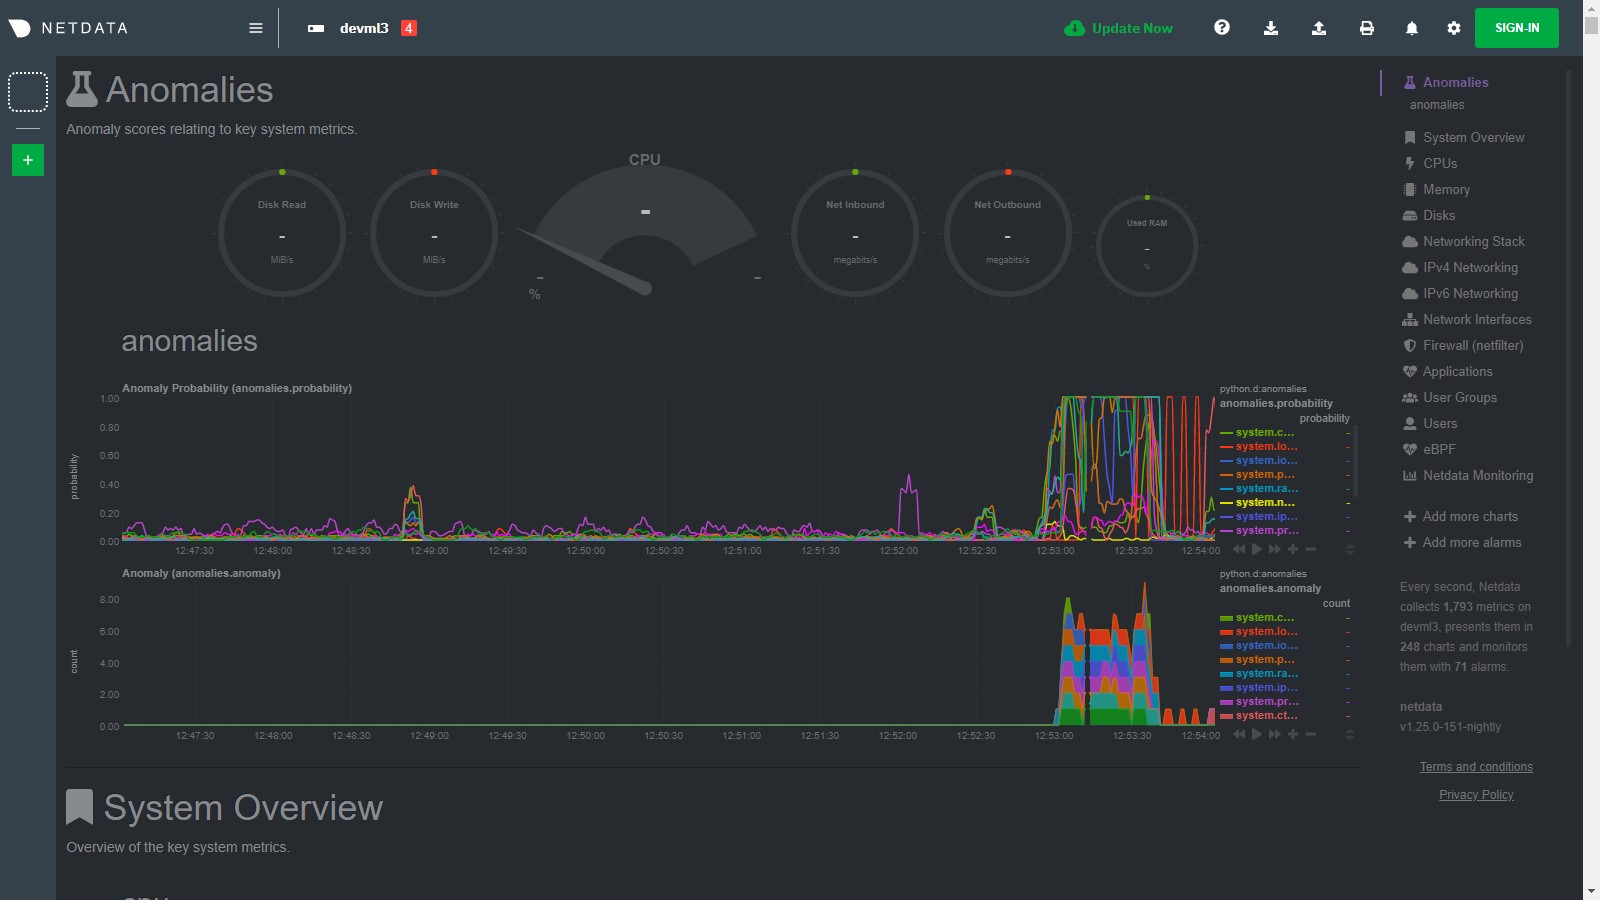 NETDATA
devml3 4
Update Now
SIGN-IN
Anomalies
Anomaly scores relating to key system metrics.
Disk Read
-
MiB/s
Disk Write
-
MiB/s
CPU
-
-
-
%
Net Inbound
-
megabits/s
Net Outbound
-
megabits/s
Used RAM
-
%
anomalies
Anomaly Probability (anomalies.probability)
probability
1.00
0.80
0.60
0.40
0.20
0.00
12:47:30 12:48:00 12:48:30 12:49:00 12:49:30 12:50:00 12:50:30 12:51:00 12:51:30 12:52:00 12:52:30 12:53:00 12:53:30 12:54:00
python.d:anomalies
anomalies.probability
probability
system.c... -
system.lo... -
system.io... -
system.p... -
system.ra... -
system.n... -
system.ip... -
system.pr... -
Anomaly (anomalies.anomaly)
count
8.00
6.00
4.00
2.00
0.00
12:47:30 12:48:00 12:48:30 12:49:00 12:49:30 12:50:00 12:50:30 12:51:00 12:51:30 12:52:00 12:52:30 12:53:00 12:53:30 12:54:00
python.d:anomalies
anomalies.anomaly
count
system.c... -
system.lo... -
system.io... -
system.p... -
system.ra... -
system.ip... -
system.pr... -
system.ct... -
System Overview
Overview of the key system metrics.
Anomalies
anomalies
System Overview
CPUs
Memory
Disks
Networking Stack
IPv4 Networking
IPv6 Networking
Network Interfaces
Firewall (netfilter)
Applications
User Groups
Users
eBPF
Netdata Monitoring
Add more charts
Add more alarms
Every second, Netdata
collects 1,793 metrics on
devml3, presents them in
248 charts and monitors
them with 71 alarms.
netdata
v1.25.0-151-nightly
Terms and conditions
Privacy Policy